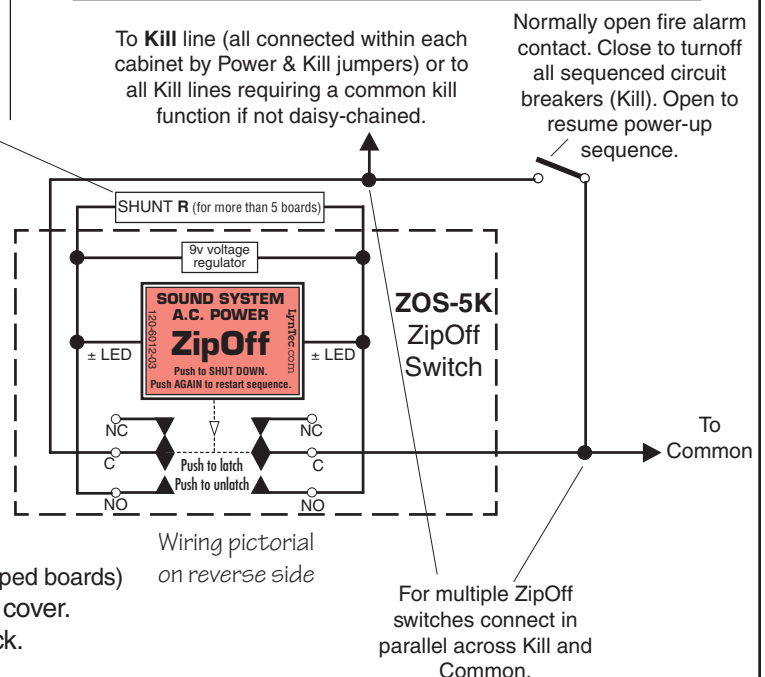 To Kill line (all connected within each
cabinet by Power & Kill jumpers) or to
all Kill lines requiring a common kill
function if not daisy-chained.
Normally open fire alarm
contact. Close to turnoff
all sequenced circuit
breakers (Kill). Open to
resume power-up
sequence.
SHUNT R (for more than 5 boards)
9v voltage
regulator
SOUND SYSTEM
A.C. POWER
ZipOff
Push to SHUT DOWN.
Push AGAIN to restart sequence.
120-6012-03
LynTec.com
± LED
± LED
ZOS-5K
ZipOff
Switch
NC
NC
C
C
Push to latch
Push to unlatch
NO
NO
To
Common
Wiring pictorial
on reverse side
ped boards)
cover.
ck.
For multiple ZipOff
switches connect in
parallel across Kill and
Common.